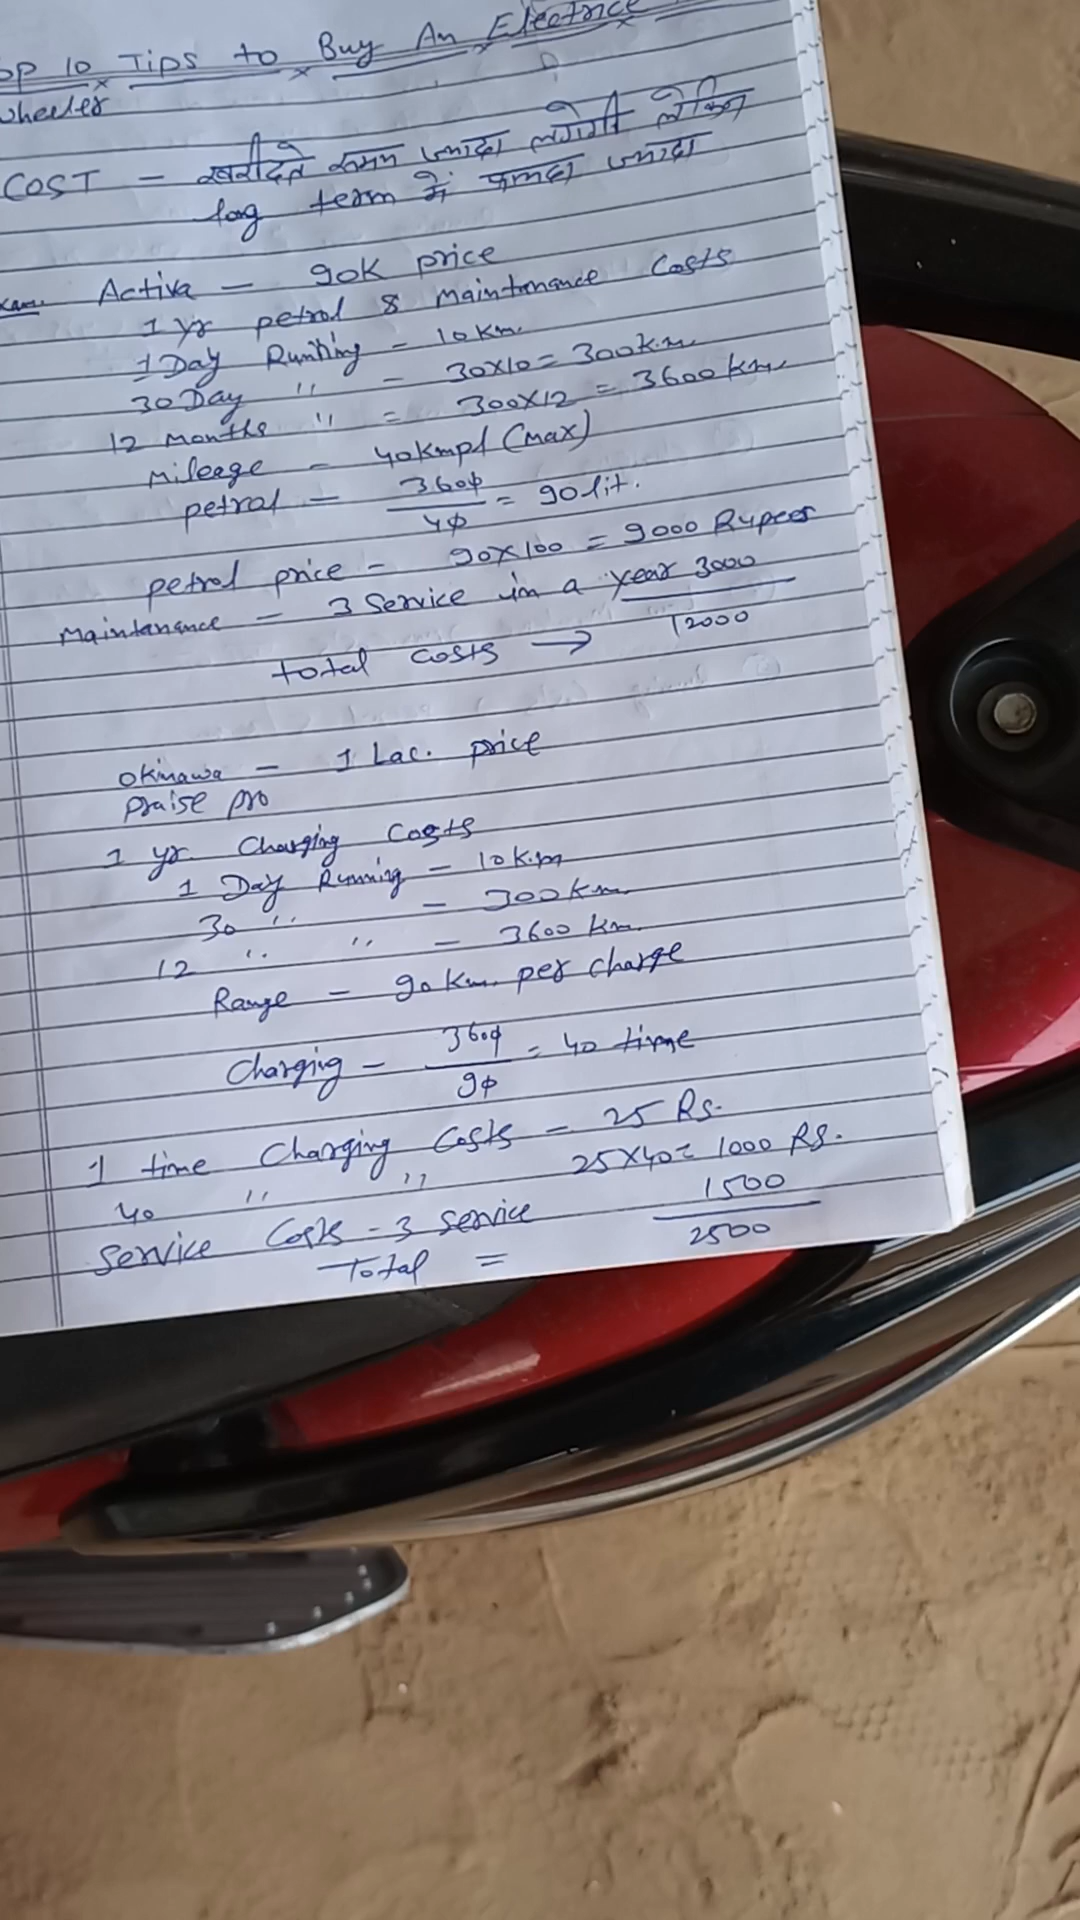 op 10 Tips to Buy An Electrice
wheeler
COST - खरीदते समय ज्यादा लगेगी लेकिन
log term में फायदा ज्यादा
Exam. Activa - 90K price
1 yr petrol & Maintenance Costs
1 Day Running - 10 Km.
30 Day " - 30X10 = 300 k.m.
12 months " = 300X12 = 3600 km.
Mileage - 40 kmpl (Max)
petrol = 3600/40 = 90 lit.
petrol price - 90X100 = 9000 Rupees
Maintanance - 3 Service in a year 3000
total costs → 12000
Okinawa - 1 Lac. price
Praise pro
1 yr. Charging Costs
1 Day Running - 10 K.m
30 " " - 300 Km.
12 " " - 3600 Km.
Range - 90 Km. per charge
Charging - 3600/90 = 40 time
1 time Charging Costs - 25 Rs.
40 " " 25X40 = 1000 RS.
Service Costs - 3 service 1500
Total = 2500